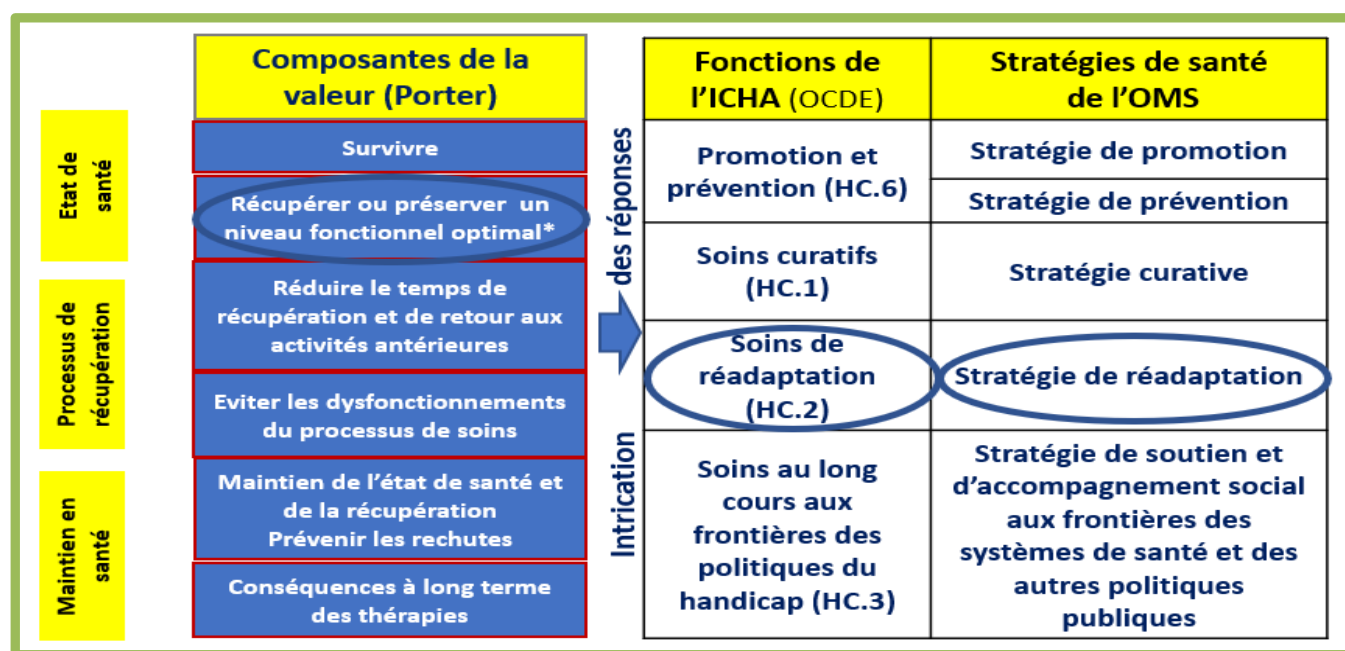 Composantes de la
valeur (Porter)
Fonctions de
l'ICHA (OCDE)
Stratégies de santé
de l'OMS
Etat de
santé
Survivre
Récupérer ou préserver un
niveau fonctionnel optimal*
Processus de
récupération
Réduire le temps de
récupération et de retour aux
activités antérieures
Eviter les dysfonctionnements
du processus de soins
Maintien en
santé
Maintien de l'état de santé et
de la récupération
Prévenir les rechutes
Conséquences à long terme
des thérapies
Intrication
des réponses
Promotion et
prévention (HC.6)
Stratégie de promotion
Stratégie de prévention
Soins curatifs
(HC.1)
Stratégie curative
Soins de
réadaptation
(HC.2)
Stratégie de réadaptation
Soins au long
cours aux
frontières des
politiques du
handicap (HC.3)
Stratégie de soutien et
d'accompagnement social
aux frontières des
systèmes de santé et des
autres politiques
publiques